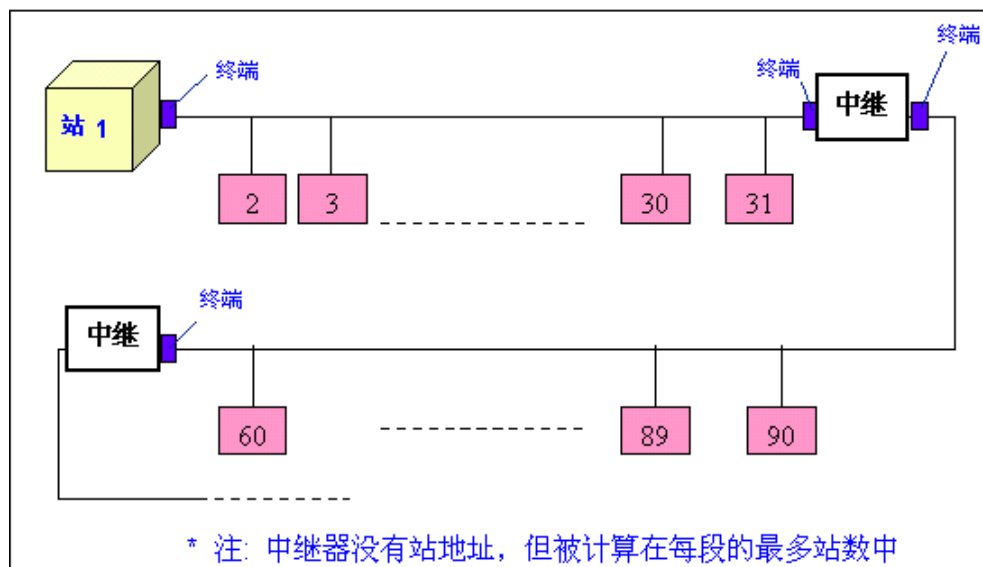 终端
站 1
终端
终端
中继
2
3
30
31
终端
中继
60
89
90
* 注: 中继器没有站地址，但被计算在每段的最多站数中